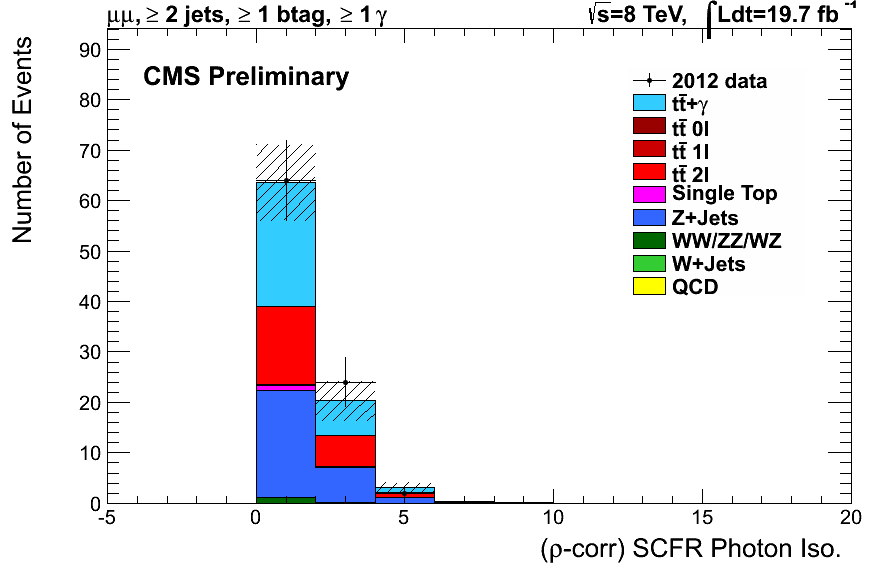 μμ, ≥ 2 jets, ≥ 1 btag, ≥ 1 γ
√s=8 TeV, ∫Ldt=19.7 fb⁻¹
CMS Preliminary
Number of Events
90
80
70
60
50
40
30
20
10
0
2012 data
tt̄+γ
tt̄ 0l
tt̄ 1l
tt̄ 2l
Single Top
Z+Jets
WW/ZZ/WZ
W+Jets
QCD
-5 0 5 10 15 20
(ρ-corr) SCFR Photon Iso.